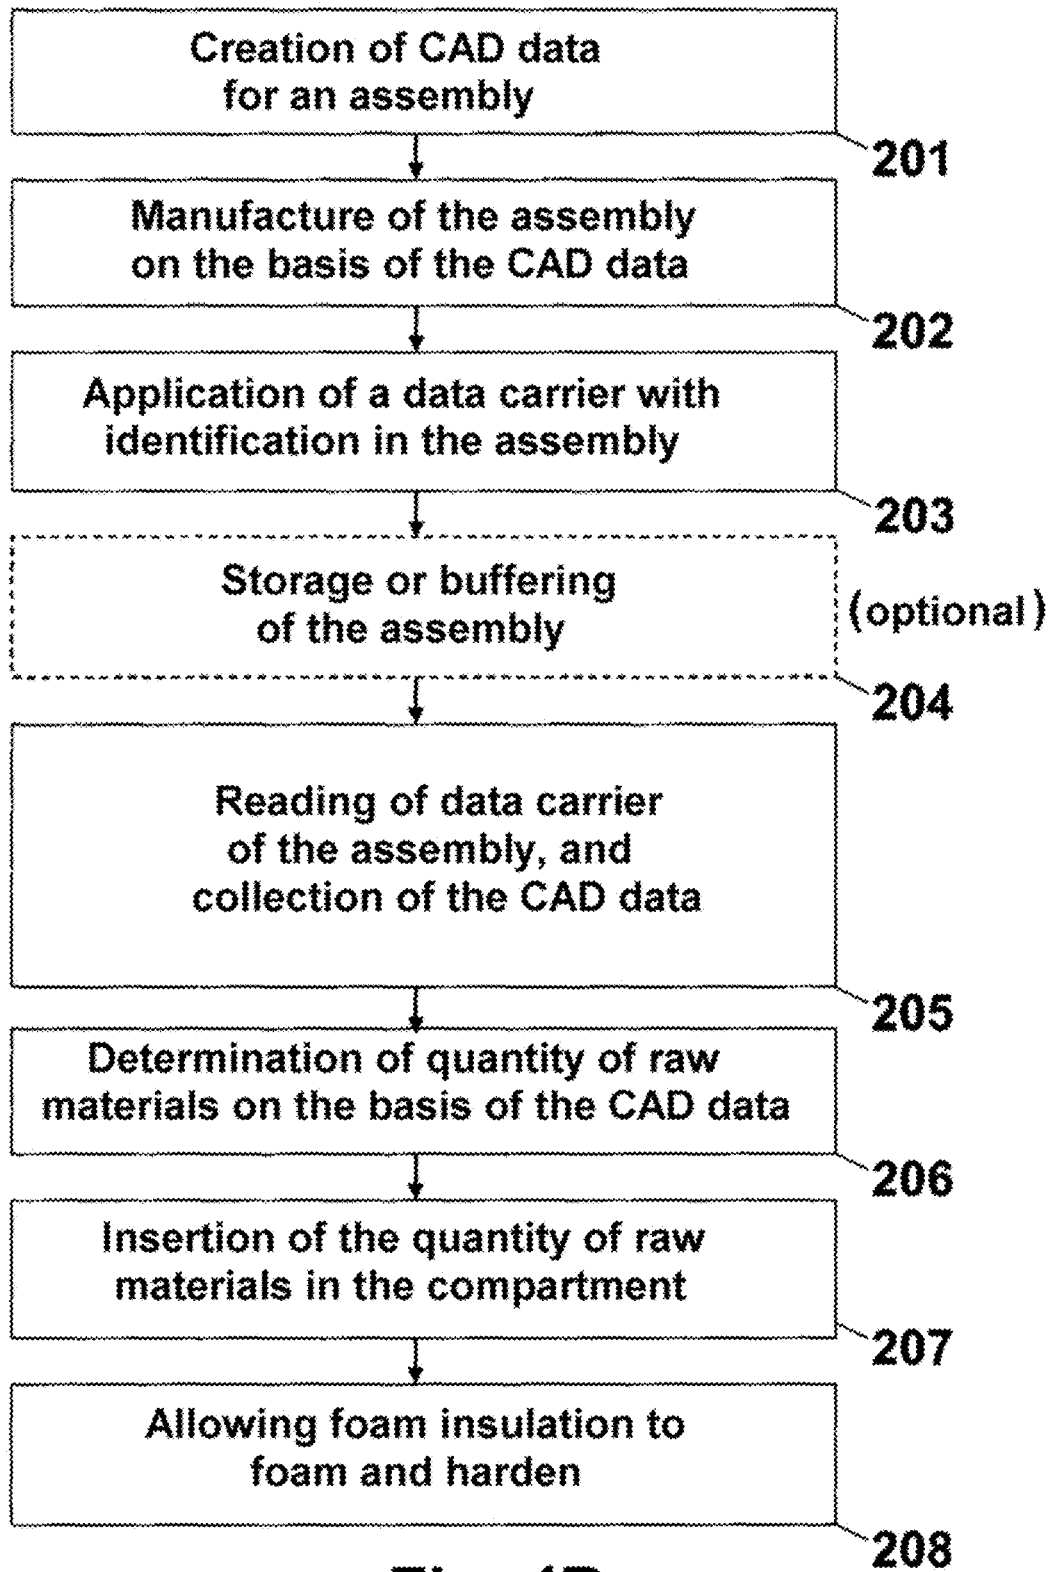 Creation of CAD data
for an assembly
201
Manufacture of the assembly
on the basis of the CAD data
202
Application of a data carrier with
identification in the assembly
203
Storage or buffering
of the assembly
(optional)
204
Reading of data carrier
of the assembly, and
collection of the CAD data
205
Determination of quantity of raw
materials on the basis of the CAD data
206
Insertion of the quantity of raw
materials in the compartment
207
Allowing foam insulation to
foam and harden
208